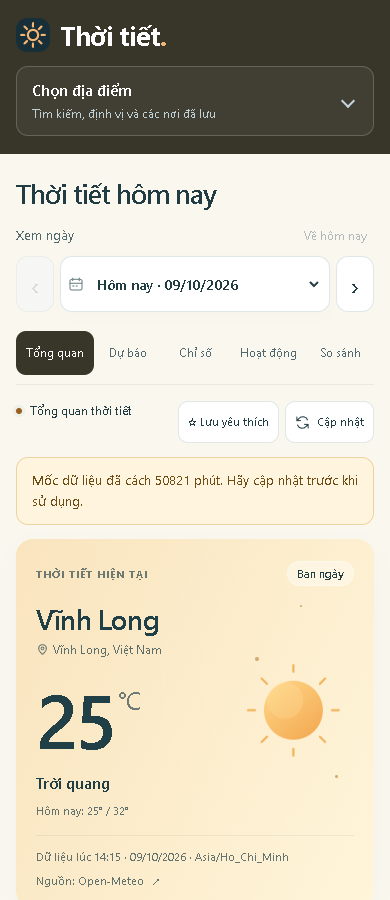 Thời tiết.
Chọn địa điểm
Tìm kiếm, định vị và các nơi đã lưu
Thời tiết hôm nay
Xem ngày
Về hôm nay
Hôm nay · 09/10/2026
Tổng quan
Dự báo
Chỉ số
Hoạt động
So sánh
Tổng quan thời tiết
☆ Lưu yêu thích
Cập nhật
Mốc dữ liệu đã cách 50821 phút. Hãy cập nhật trước khi
sử dụng.
THỜI TIẾT HIỆN TẠI
Ban ngày
Vĩnh Long
Vĩnh Long, Việt Nam
25°C
Trời quang
Hôm nay: 25° / 32°
Dữ liệu lúc 14:15 · 09/10/2026 · Asia/Ho_Chi_Minh
Nguồn: Open-Meteo ↗